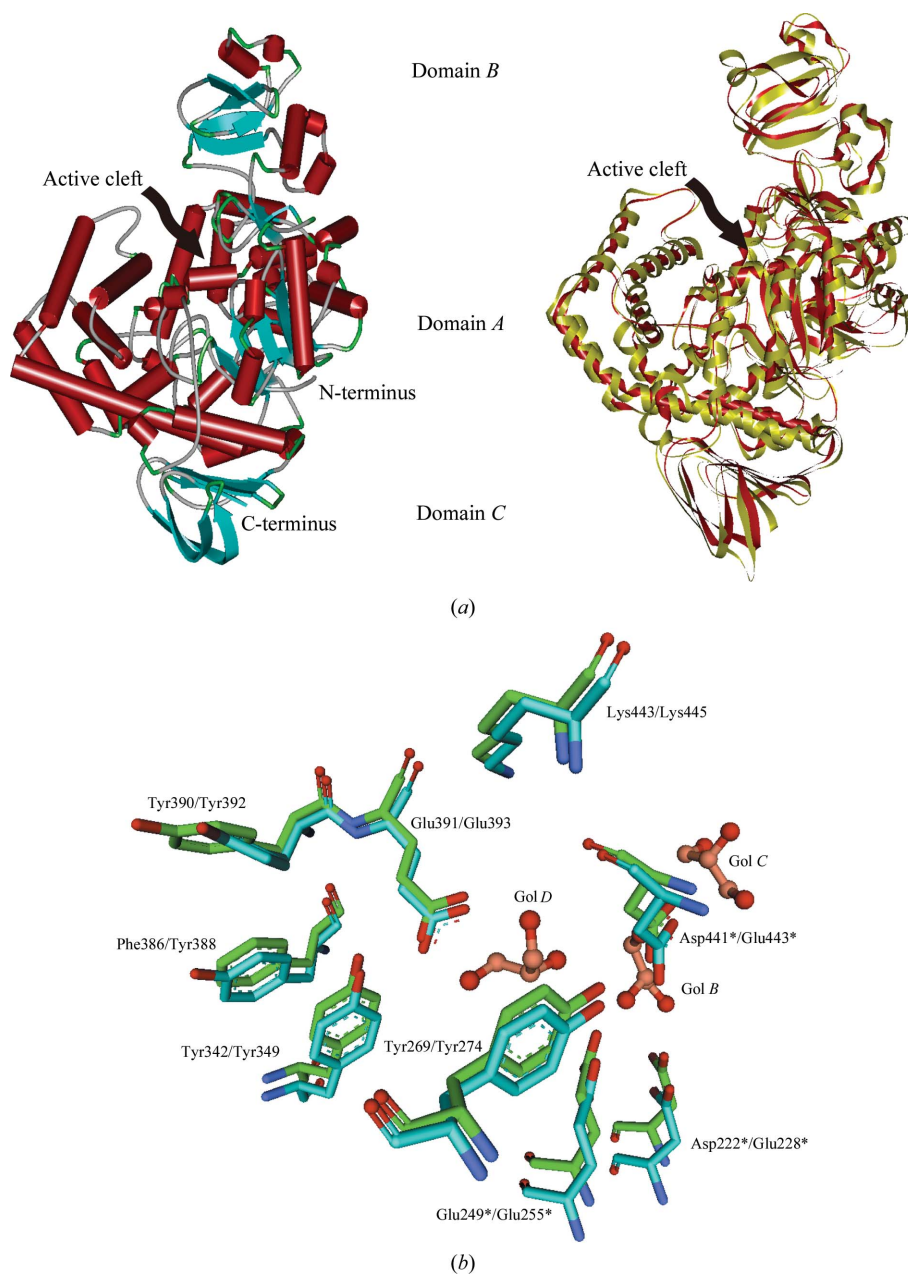 Domain B
Active cleft
Active cleft
Domain A
N-terminus
C-terminus
Domain C
(a)
Lys443/Lys445
Tyr390/Tyr392
Glu391/Glu393
Gol C
Gol D
Phe386/Tyr388
Asp441*/Glu443*
Gol B
Tyr342/Tyr349
Tyr269/Tyr274
Asp222*/Glu228*
Glu249*/Glu255*
(b)